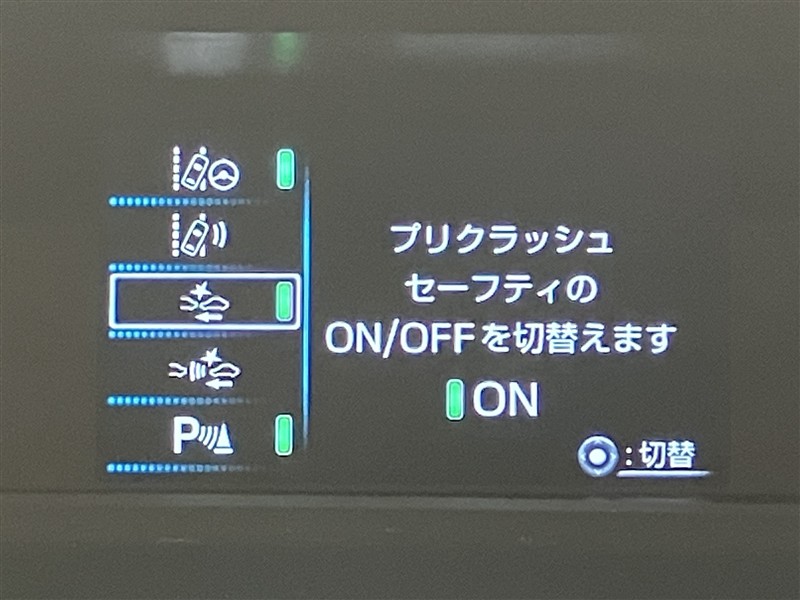 プリクラッシュ
セーフティの
ON/OFFを切替えます
ON
P
:切替